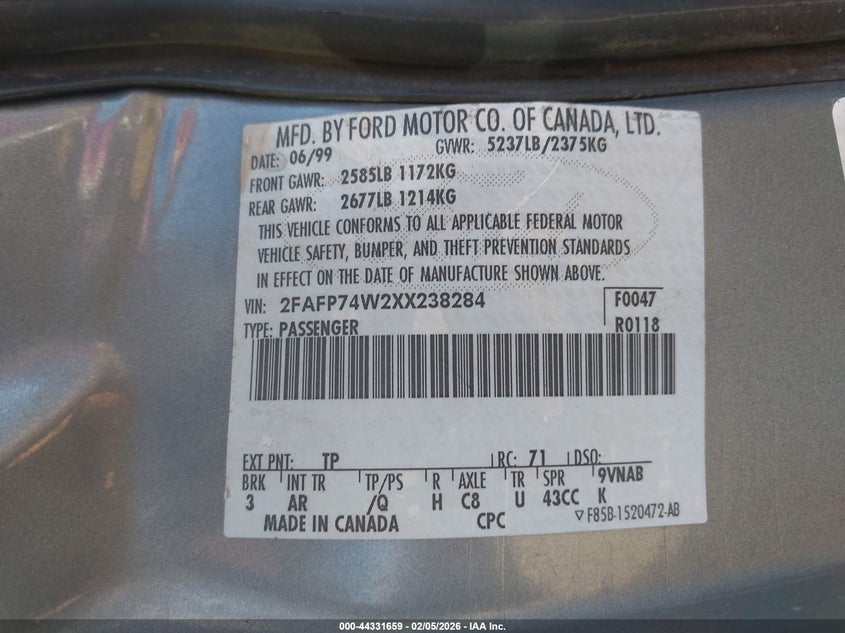 MFD. BY FORD MOTOR CO. OF CANADA, LTD.
DATE: 06/99 GVWR: 5237LB/2375KG
FRONT GAWR: 2585LB 1172KG
REAR GAWR: 2677LB 1214KG
THIS VEHICLE CONFORMS TO ALL APPLICABLE FEDERAL MOTOR
VEHICLE SAFETY, BUMPER, AND THEFT PREVENTION STANDARDS
IN EFFECT ON THE DATE OF MANUFACTURE SHOWN ABOVE.
VIN: 2FAFP74W2XX238284 F0047
TYPE: PASSENGER R0118
EXT PNT: TP RC: 71 DSO:
BRK INT TR TP/PS R AXLE TR SPR 9VNAB
3 AR /Q H C8 U 43CC K
MADE IN CANADA CPC ▽ F85B-1520472-AB
000-44331659 - 02/05/2026 - IAA Inc.